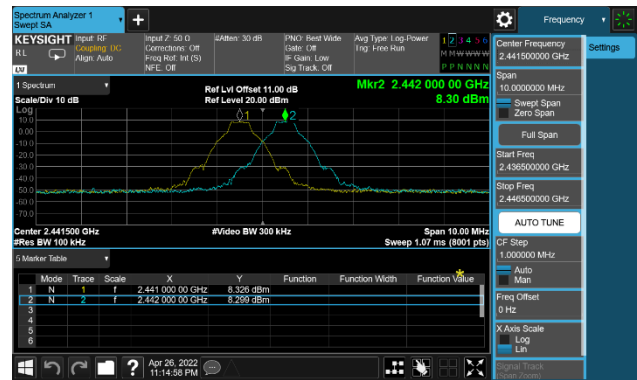 Spectrum Analyzer 1
Swept SA
+
Frequency
KEYSIGHT
RL
Input: RF
Coupling: DC
Align: Auto
Input Z: 50 Ω
Corrections: Off
Freq Ref: Int (S)
NFE: Off
#Atten: 30 dB
PNO: Best Wide
Gate: Off
IF Gain: Low
Sig Track: Off
Avg Type: Log-Power
Trig: Free Run
1 2 3 4 5 6
M M W W W W
P P N N N N
LXI
1 Spectrum
Scale/Div 10 dB
Ref Lvl Offset 11.00 dB
Ref Level 20.00 dBm
Mkr2 2.442 000 00 GHz
8.30 dBm
Log
10.0
0.00
-10.0
-20.0
-30.0
-40.0
-50.0
-60.0
-70.0
1
2
Center 2.441500 GHz
#Res BW 100 kHz
#Video BW 300 kHz
Span 10.00 MHz
Sweep 1.07 ms (8001 pts)
5 Marker Table
Mode Trace Scale X Y Function Function Width Function Value
1 N 1 f 2.441 000 00 GHz 8.326 dBm
2 N 2 f 2.442 000 00 GHz 8.299 dBm
3
4
5
6
Apr 26, 2022
11:14:58 PM
Center Frequency
2.441500000 GHz
Settings
Span
10.0000000 MHz
Swept Span
Zero Span
Full Span
Start Freq
2.436500000 GHz
Stop Freq
2.446500000 GHz
AUTO TUNE
CF Step
1.000000 MHz
Auto
Man
Freq Offset
0 Hz
X Axis Scale
Log
Lin
Signal Track
(Span Zoom)